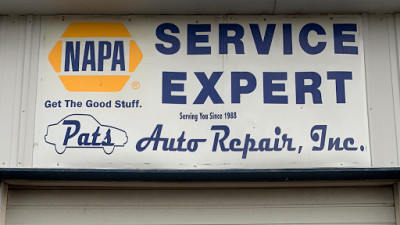 NAPA
®
Get The Good Stuff.
SERVICE
EXPERT
Serving You Since 1988
Pats Auto Repair, Inc.